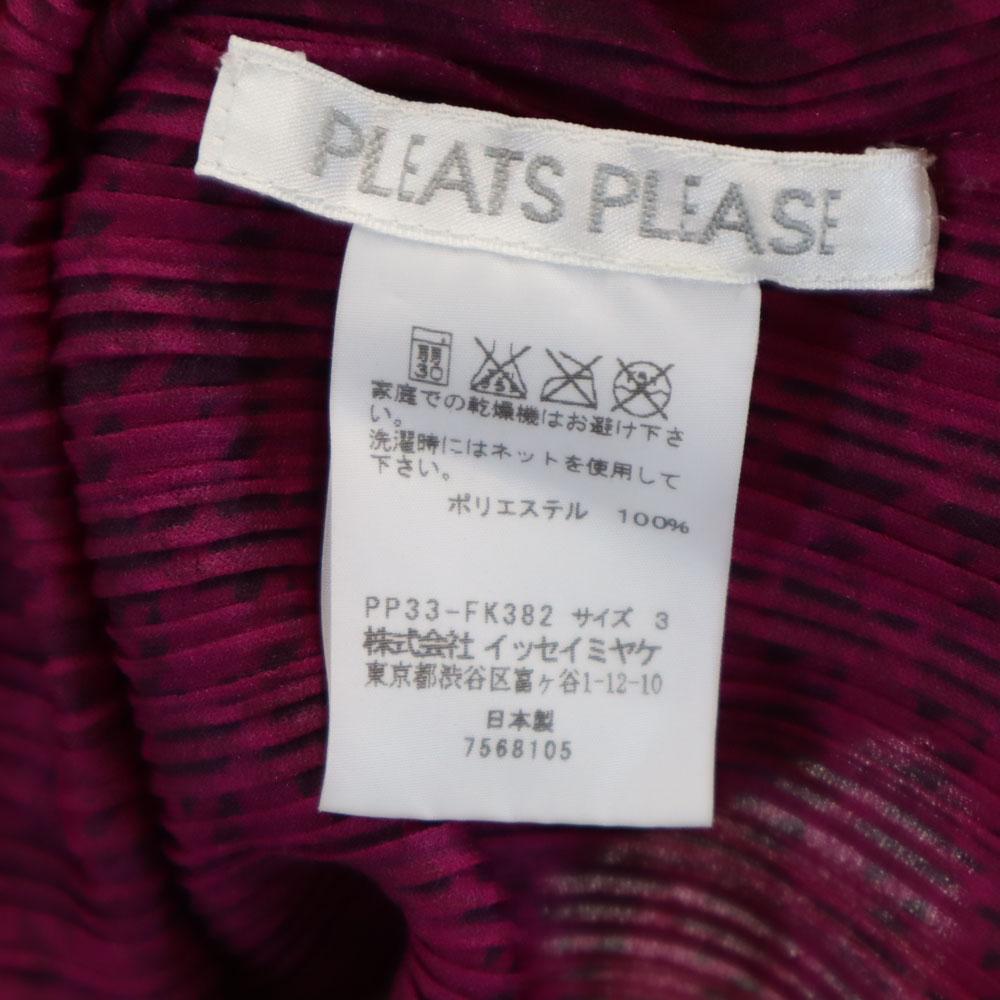 PLEATS PLEASE
弱
30
家庭での乾燥機はお避け下さ
い。
洗濯時にはネットを使用して
下さい。
ポリエステル 100%
PP33-FK382 サイズ 3
株式会社 イッセイミヤケ
東京都渋谷区富ヶ谷1-12-10
日本製
7568105